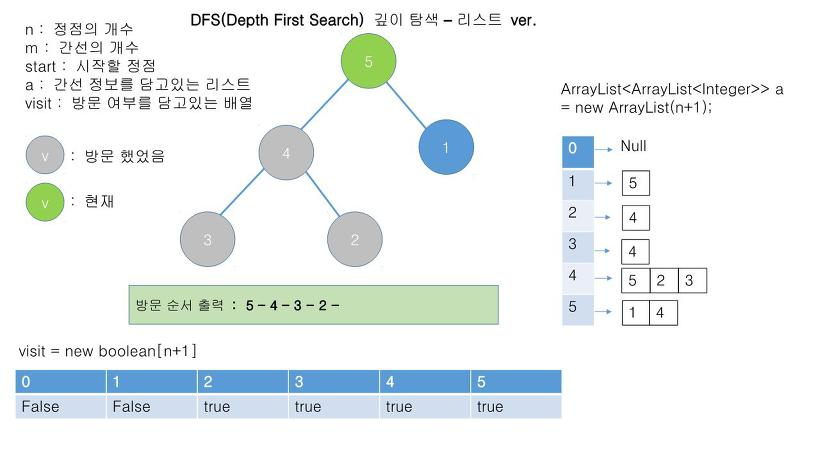 DFS(Depth First Search) 깊이 탐색 – 리스트 ver.
n : 정점의 개수
m : 간선의 개수
start : 시작할 정점
a : 간선 정보를 담고있는 리스트
visit : 방문 여부를 담고있는 배열
v : 방문 했었음
v : 현재
5
4
1
3
2
방문 순서 출력 : 5 – 4 – 3 – 2 –
ArrayList<ArrayList<Integer>> a
= new ArrayList(n+1);
0 Null
1 5
2 4
3 4
4 5 2 3
5 1 4
visit = new boolean[n+1]
0 1 2 3 4 5
False False true true true true